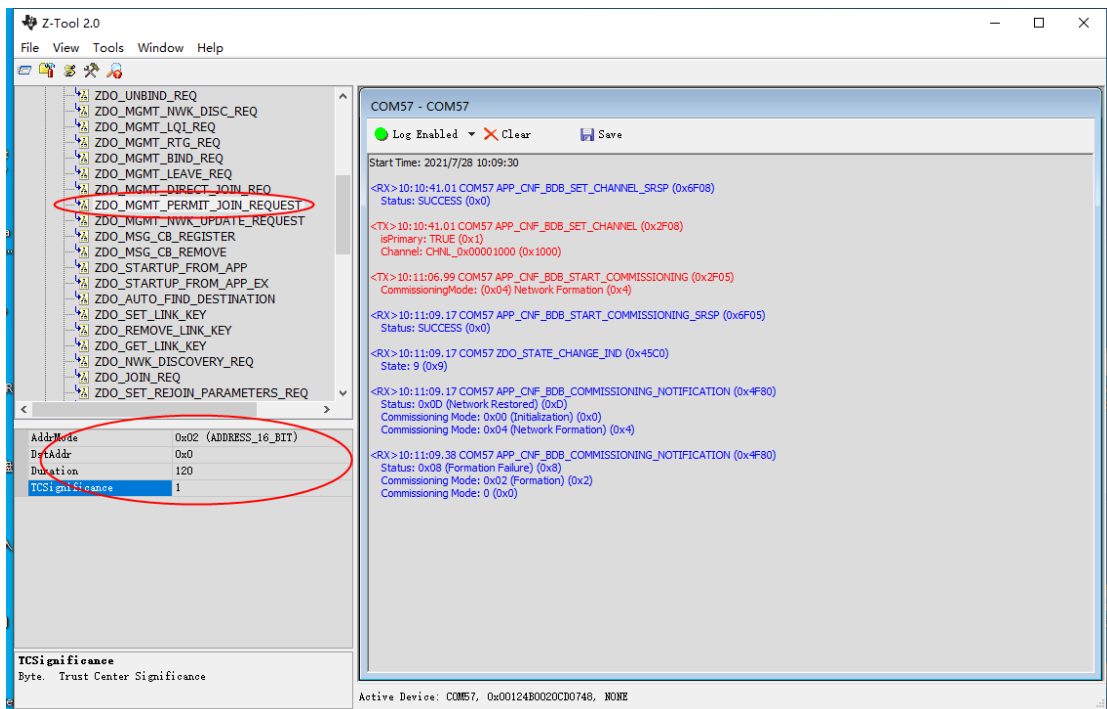 Z-Tool 2.0
File View Tools Window Help
ZDO_UNBIND_REQ
ZDO_MGMT_NWK_DISC_REQ
ZDO_MGMT_LQI_REQ
ZDO_MGMT_RTG_REQ
ZDO_MGMT_BIND_REQ
ZDO_MGMT_LEAVE_REQ
ZDO_MGMT_DIRECT_JOIN_REQ
ZDO_MGMT_PERMIT_JOIN_REQUEST
ZDO_MGMT_NWK_UPDATE_REQUEST
ZDO_MSG_CB_REGISTER
ZDO_MSG_CB_REMOVE
ZDO_STARTUP_FROM_APP
ZDO_STARTUP_FROM_APP_EX
ZDO_AUTO_FIND_DESTINATION
ZDO_SET_LINK_KEY
ZDO_REMOVE_LINK_KEY
ZDO_GET_LINK_KEY
ZDO_NWK_DISCOVERY_REQ
ZDO_JOIN_REQ
ZDO_SET_REJOIN_PARAMETERS_REQ
AddrMode 0x02 (ADDRESS_16_BIT)
DstAddr 0x0
Duration 120
TCSignificance 1
TCSignificance
Byte. Trust Center Significance
COM57 - COM57
Log Enabled Clear Save
Start Time: 2021/7/28 10:09:30
<RX>10:10:41.01 COM57 APP_CNF_BDB_SET_CHANNEL_SRSP (0x6F08)
Status: SUCCESS (0x0)
<TX>10:10:41.01 COM57 APP_CNF_BDB_SET_CHANNEL (0x2F08)
isPrimary: TRUE (0x1)
Channel: CHNL_0x00001000 (0x1000)
<TX>10:11:06.99 COM57 APP_CNF_BDB_START_COMMISSIONING (0x2F05)
CommissioningMode: (0x04) Network Formation (0x4)
<RX>10:11:09.17 COM57 APP_CNF_BDB_START_COMMISSIONING_SRSP (0x6F05)
Status: SUCCESS (0x0)
<RX>10:11:09.17 COM57 ZDO_STATE_CHANGE_IND (0x45C0)
State: 9 (0x9)
<RX>10:11:09.17 COM57 APP_CNF_BDB_COMMISSIONING_NOTIFICATION (0x4F80)
Status: 0x0D (Network Restored) (0xD)
Commissioning Mode: 0x00 (Initialization) (0x0)
Commissioning Mode: 0x04 (Network Formation) (0x4)
<RX>10:11:09.38 COM57 APP_CNF_BDB_COMMISSIONING_NOTIFICATION (0x4F80)
Status: 0x08 (Formation Failure) (0x8)
Commissioning Mode: 0x02 (Formation) (0x2)
Commissioning Mode: 0 (0x0)
Active Device: COM57, 0x00124B0020CD0748, NONE